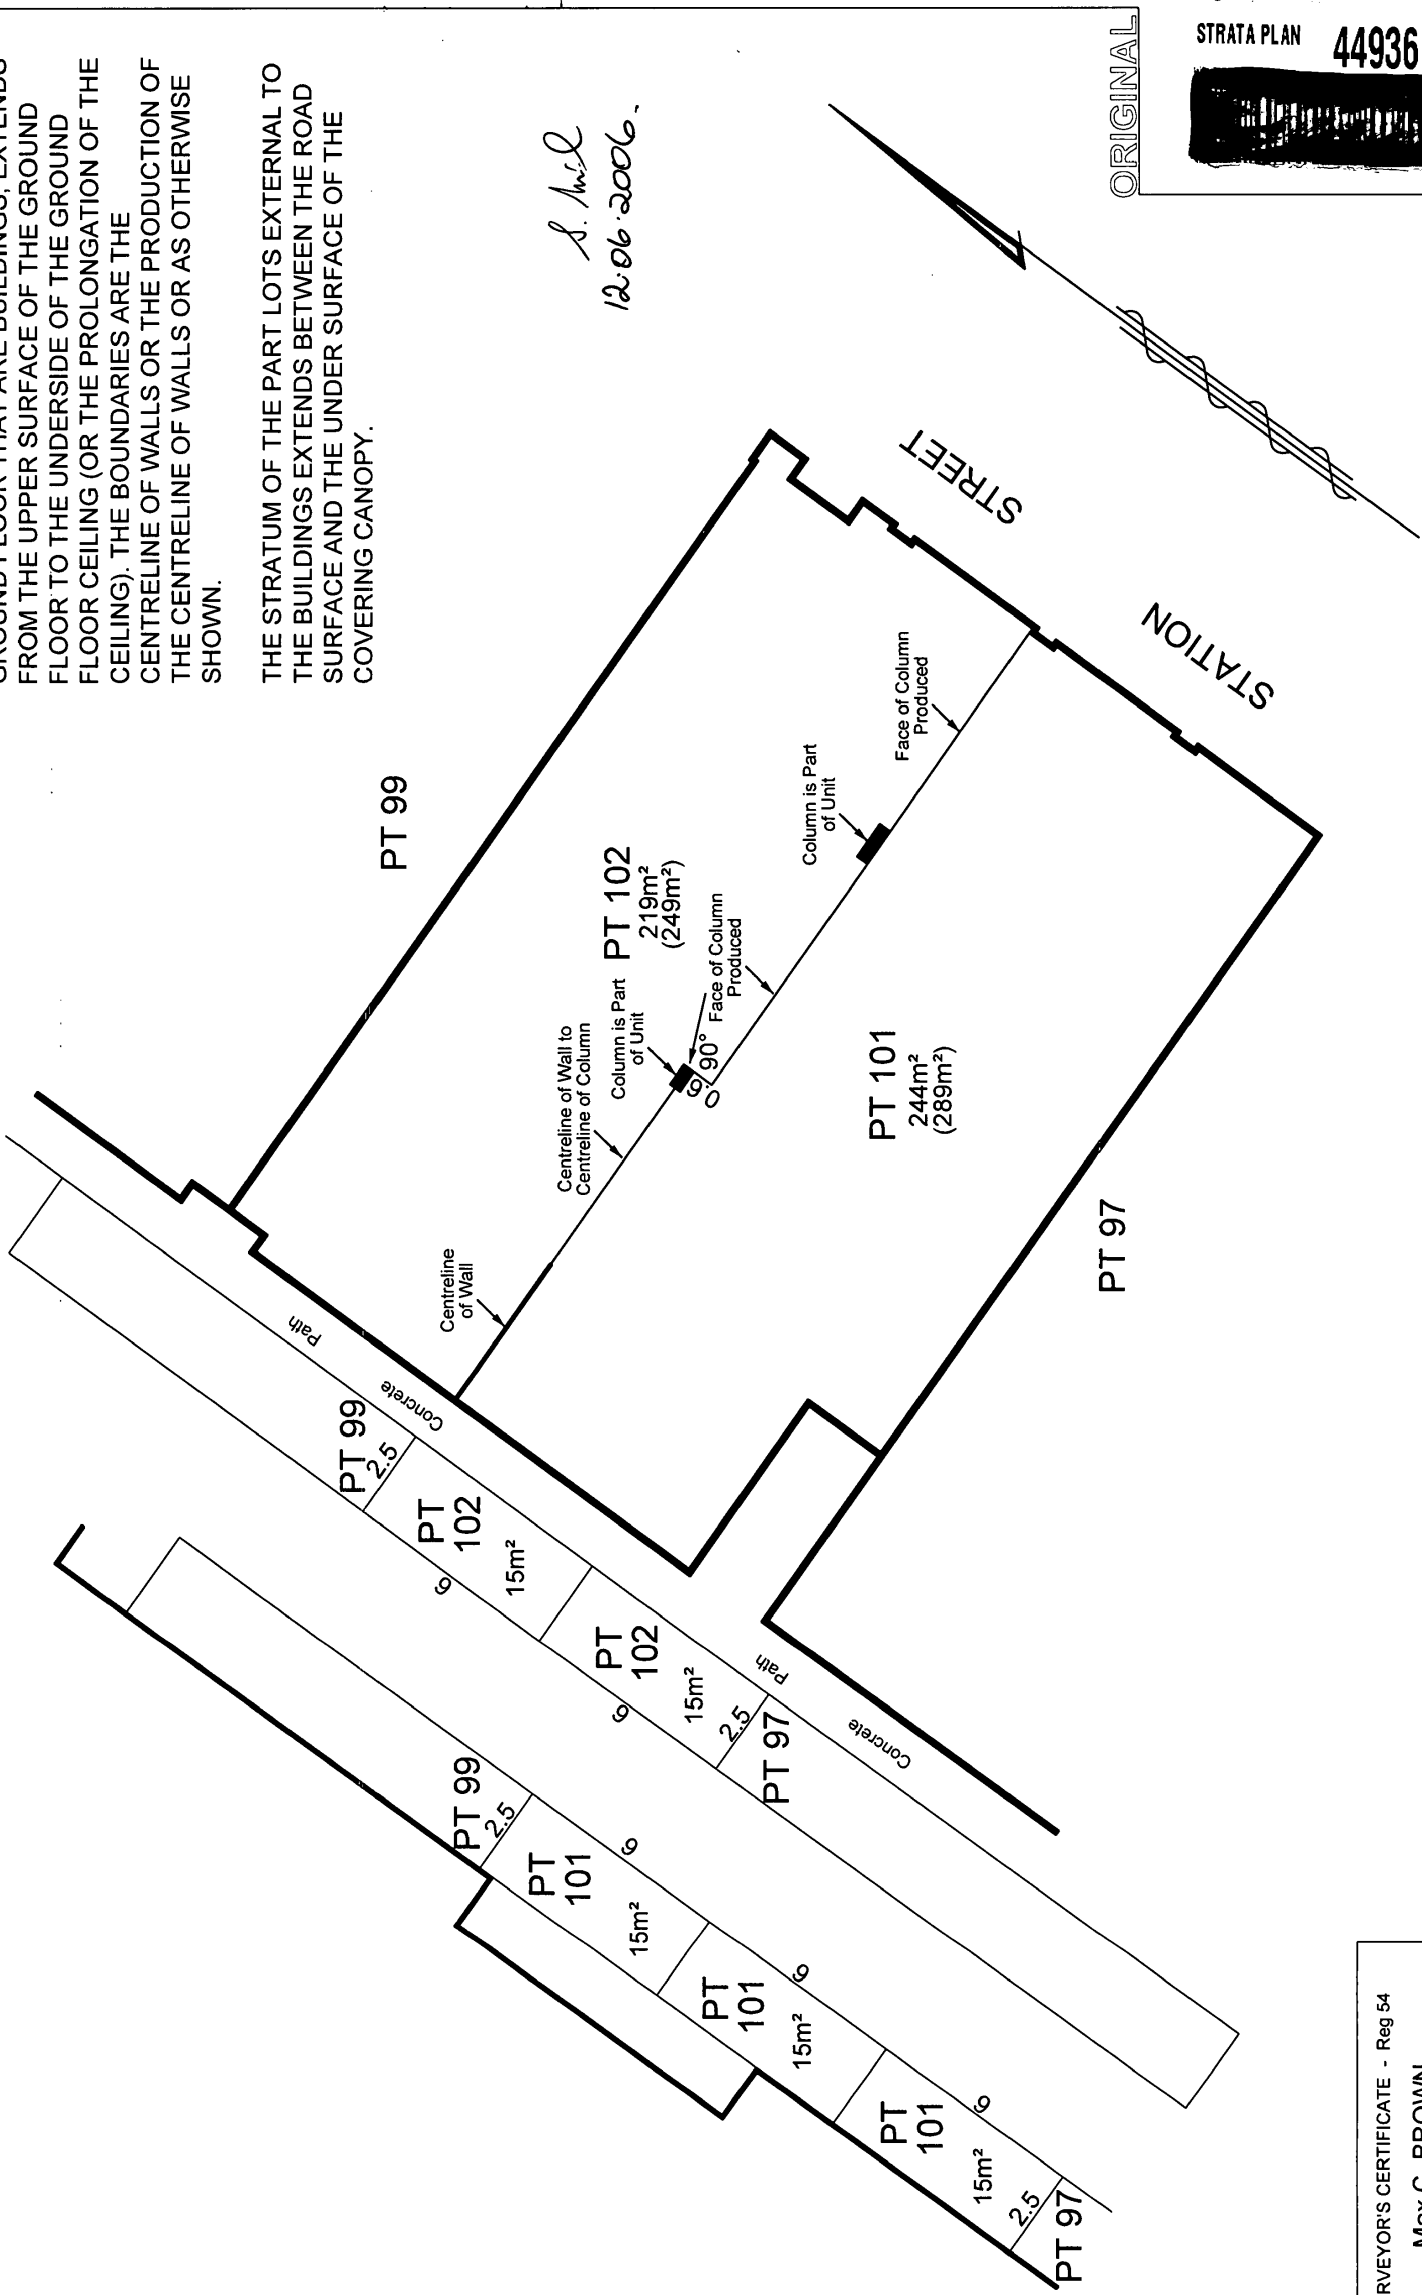 FROM THE UPPER SURFACE OF THE GROUND
FLOOR TO THE UNDERSIDE OF THE GROUND
FLOOR CEILING (OR THE PROLONGATION OF THE
CEILING). THE BOUNDARIES ARE THE
CENTRELINE OF WALLS OR THE PRODUCTION OF
THE CENTRELINE OF WALLS OR AS OTHERWISE
SHOWN.
THE STRATUM OF THE PART LOTS EXTERNAL TO
THE BUILDINGS EXTENDS BETWEEN THE ROAD
SURFACE AND THE UNDER SURFACE OF THE
COVERING CANOPY.
12.06.2006.
ORIGINAL
STRATA PLAN 44936
STREET
STATION
PT 99
PT 102
219m²
(249m²)
Face of Column
Produced
Column is Part
of Unit
Face of Column
Produced
Column is Part
of Unit
90°
0.6
Centreline of Wall to
Centreline of Column
Centreline
of Wall
PT 101
244m²
(289m²)
PT 97
Path
Concrete
PT 99
2.5
PT
102
15m²
6
PT
102
15m²
6
2.5
PT 97
Path
Concrete
PT 99
2.5
PT
101
15m²
6
PT
101
15m²
6
PT
101
15m²
6
2.5
PT 97
RVEYOR'S CERTIFICATE - Reg 54